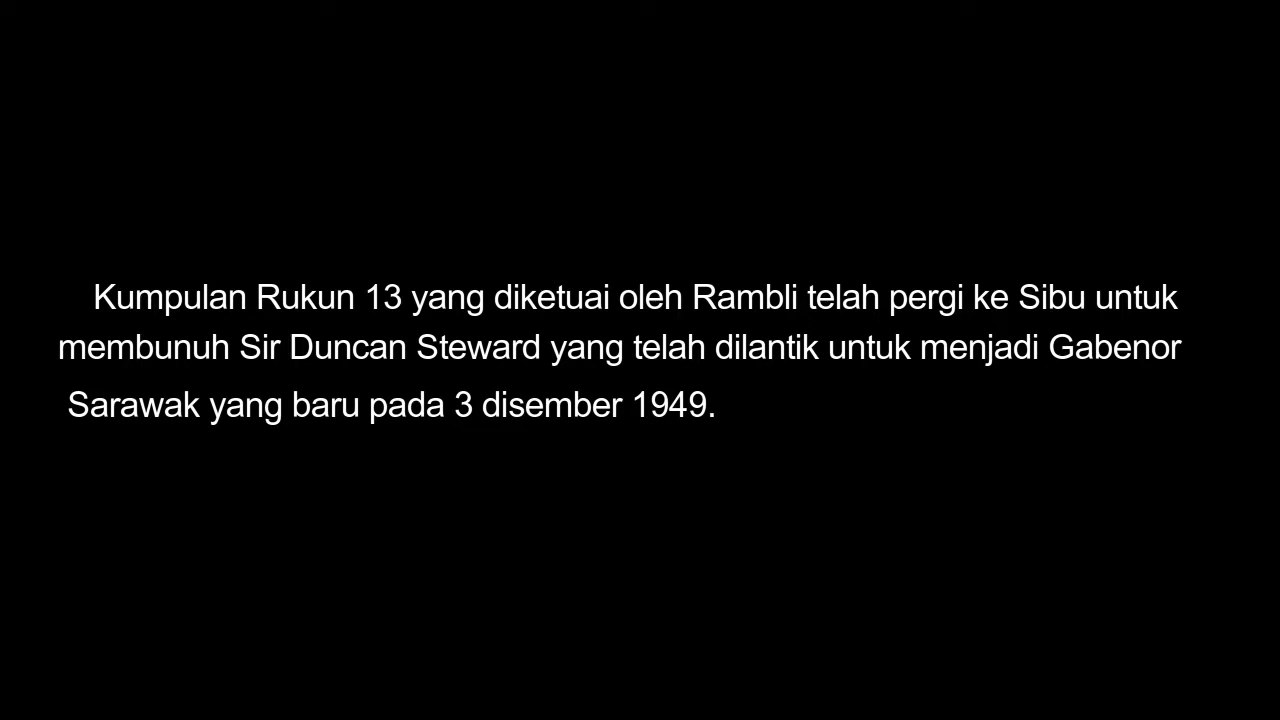 Kumpulan Rukun 13 yang diketuai oleh Rambli telah pergi ke Sibu untuk
membunuh Sir Duncan Steward yang telah dilantik untuk menjadi Gabenor
Sarawak yang baru pada 3 disember 1949.